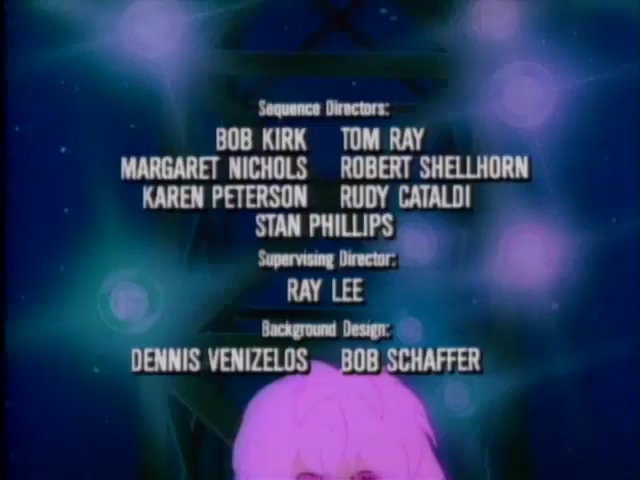 Sequence Directors:
BOB KIRK TOM RAY
MARGARET NICHOLS ROBERT SHELLHORN
KAREN PETERSON RUDY CATALDI
STAN PHILLIPS
Supervising Director:
RAY LEE
Background Design:
DENNIS VENIZELOS BOB SCHAFFER